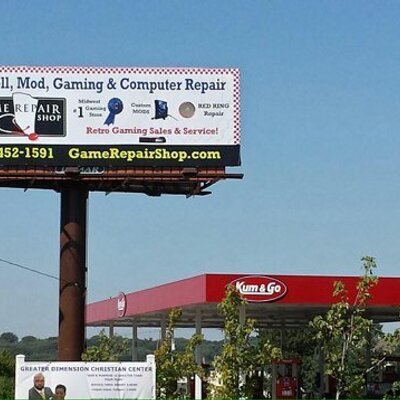 ll, Mod, Gaming & Computer Repair
ME REPAIR
SHOP
Midwest
#1 Gaming
Store
Custom
MODS
RED RING
Repair
Retro Gaming Sales & Service!
452-1591 GameRepairShop.com
Kum & Go
GREATER DIMENSION CHRISTIAN CENTER